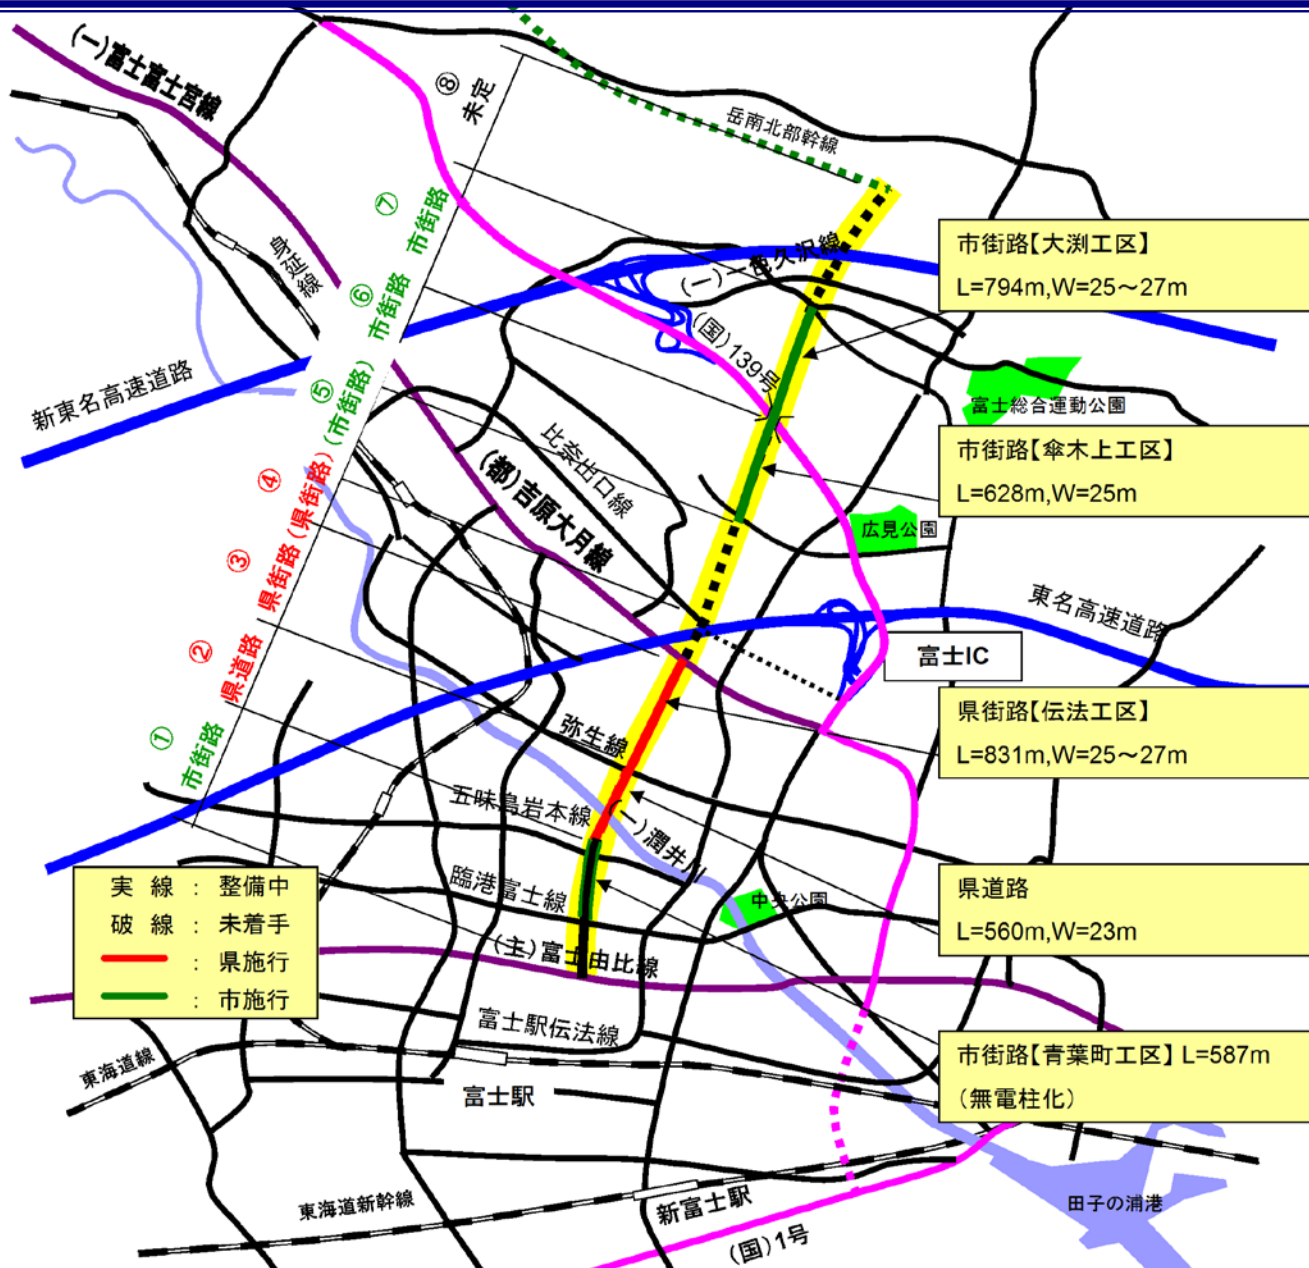 (一)富士富士宮線
⑧
未定
岳南北部幹線
⑦
市街路
身延線
⑥
市街路
(一)一色久沢線
市街路【大渕工区】
L=794m,W=25～27m
(国)139号
新東名高速道路
⑤
(市街路)
富士総合運動公園
比奈出口線
(都)吉原大月線
市街路【傘木上工区】
L=628m,W=25m
④
(県街路)
広見公園
③
県街路
東名高速道路
②
県道路
富士IC
①
市街路
弥生線
県街路【伝法工区】
L=831m,W=25～27m
五味島岩本線
(一)潤井川
臨港富士線
中央公園
県道路
L=560m,W=23m
実線：整備中
破線：未着手
：県施行
：市施行
(主)富士由比線
富士駅伝法線
東海道線
富士駅
市街路【青葉町工区】L=587m
(無電柱化)
東海道新幹線
新富士駅
田子の浦港
(国)1号